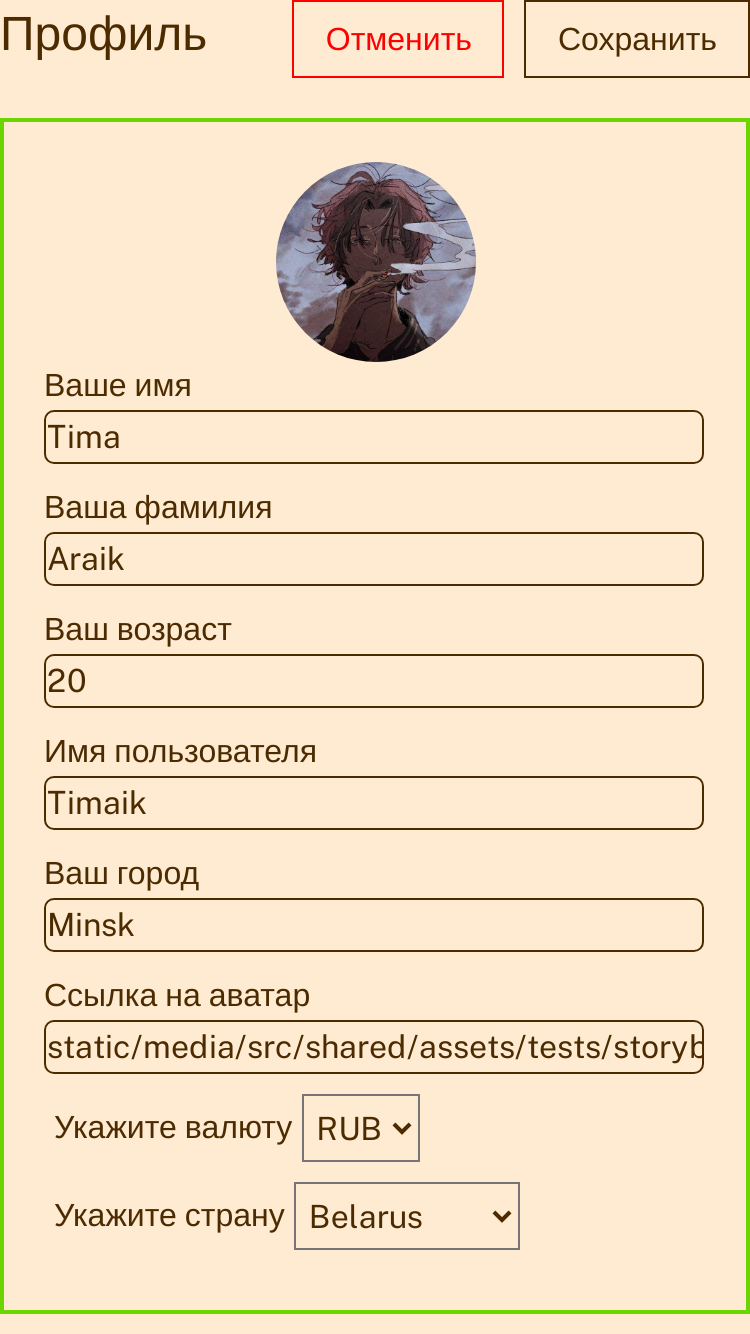 Профиль
Отменить
Сохранить
Ваше имя
Tima
Ваша фамилия
Araik
Ваш возраст
20
Имя пользователя
Timaik
Ваш город
Minsk
Ссылка на аватар
static/media/src/shared/assets/tests/storyb
Укажите валюту RUB
Укажите страну Belarus